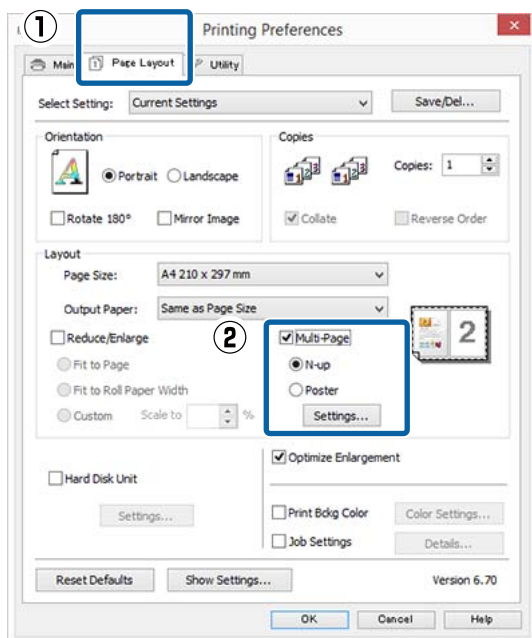 ① Printing Preferences ×
Main 1 Page Layout Utility
Select Setting: Current Settings Save/Del...
Orientation Copies
Portrait Landscape Copies: 1
Rotate 180° Mirror Image Collate Reverse Order
Layout
Page Size: A4 210 x 297 mm
Output Paper: Same as Page Size
Reduce/Enlarge ② Multi-Page 2
Fit to Page N-up
Fit to Roll Paper Width Poster
Custom Scale to % Settings...
Hard Disk Unit Optimize Enlargement
Settings... Print Bckg Color Color Settings...
Job Settings Details...
Reset Defaults Show Settings... Version 6.70
OK Cancel Help